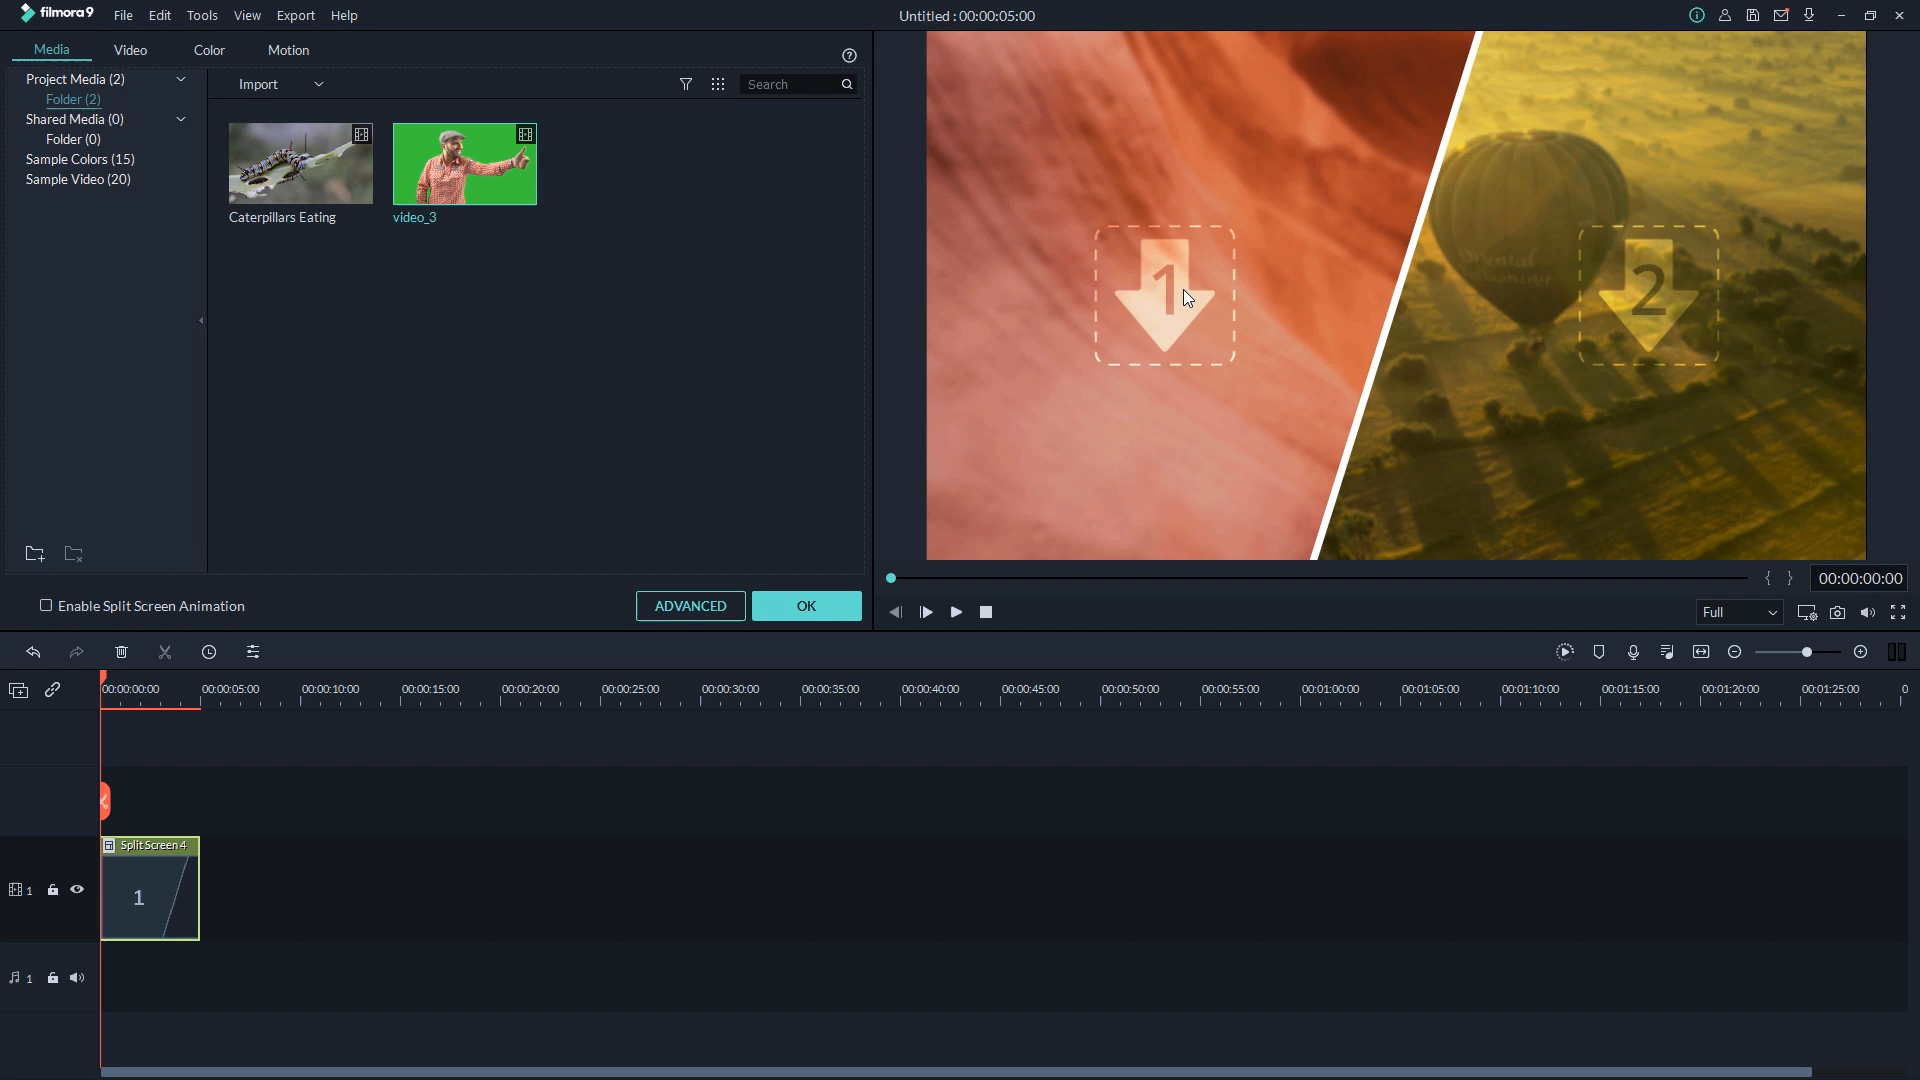 filmora9 File Edit Tools View Export Help Untitled : 00:00:05:00
Media Video Color Motion
Project Media (2) Import Search
Folder (2)
Shared Media (0)
Folder (0)
Sample Colors (15)
Sample Video (20)
Caterpillars Eating video_3
1 2
00:00:00:00
Enable Split Screen Animation ADVANCED OK Full
00:00:00:00 00:00:05:00 00:00:10:00 00:00:15:00 00:00:20:00 00:00:25:00 00:00:30:00 00:00:35:00 00:00:40:00 00:00:45:00 00:00:50:00 00:00:55:00 00:01:00:00 00:01:05:00 00:01:10:00 00:01:15:00 00:01:20:00 00:01:25:00 0
Split Screen 4
1 1
1